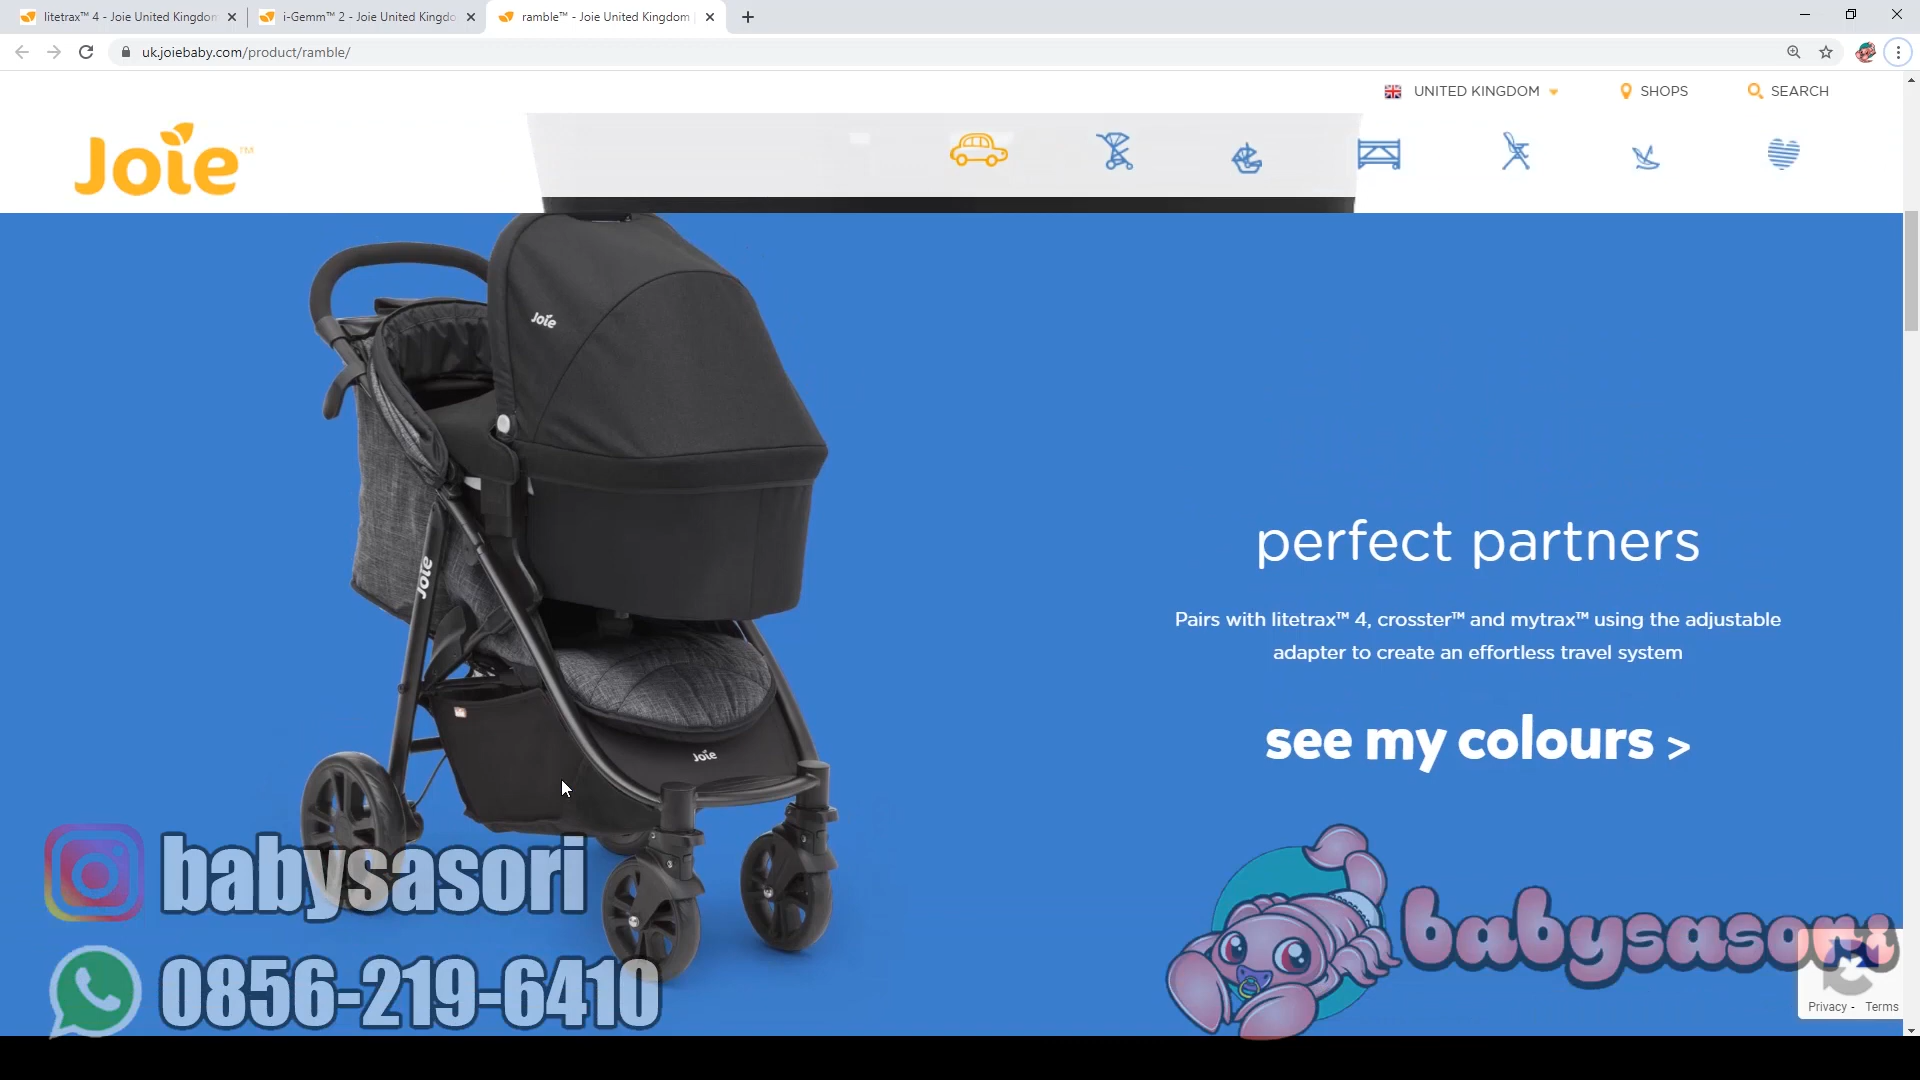 litetrax™ 4 - Joie United Kingdom
i-Gemm™ 2 - Joie United Kingdo
ramble™ - Joie United Kingdom |
uk.joiebaby.com/product/ramble/
UNITED KINGDOM
SHOPS
SEARCH
Joie™
Joie
Joie
Joie
perfect partners
Pairs with litetrax™ 4, crosster™ and mytrax™ using the adjustable
adapter to create an effortless travel system
see my colours >
babysasori
0856-219-6410
babysasori
Privacy - Terms